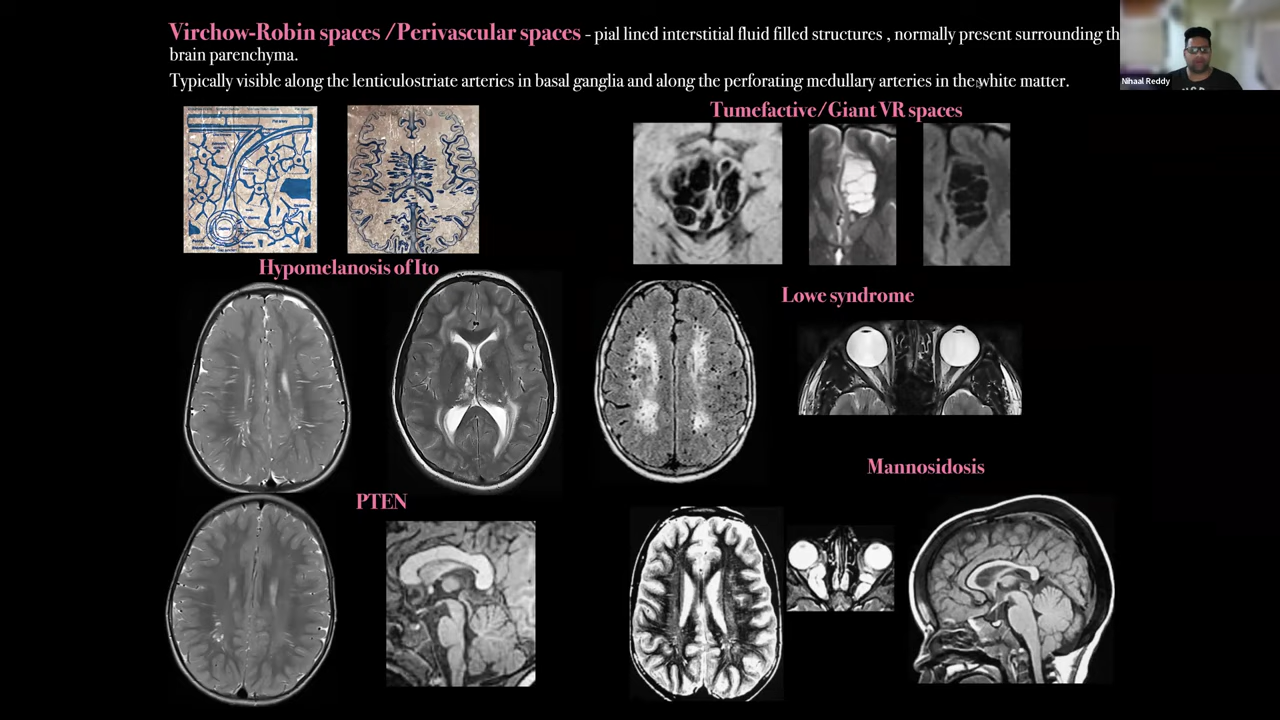 Virchow-Robin spaces /Perivascular spaces - pial lined interstitial fluid filled structures , normally present surrounding th
brain parenchyma.
Typically visible along the lenticulostriate arteries in basal ganglia and along the perforating medullary arteries in the white matter.
Nihaal Reddy
Tumefactive/Giant VR spaces
Hypomelanosis of Ito
Lowe syndrome
Mannosidosis
PTEN